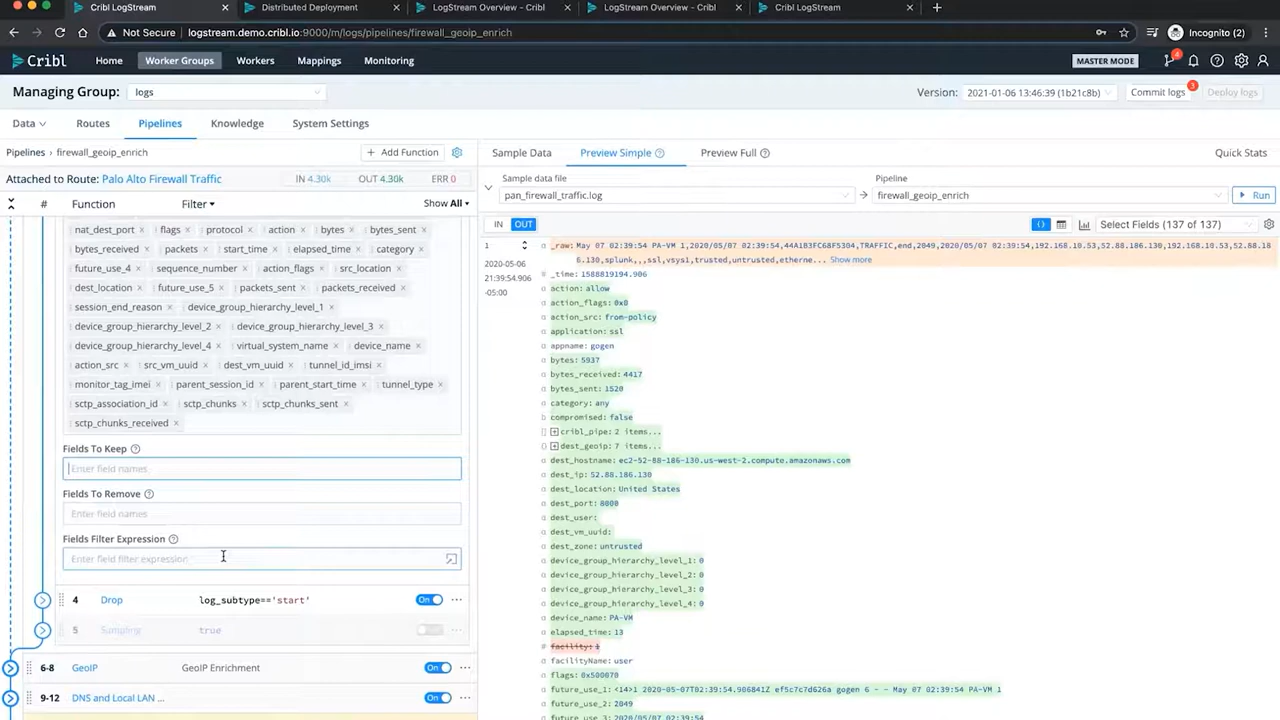 Cribl LogStream
Distributed Deployment
LogStream Overview - Cribl
LogStream Overview - Cribl
Cribl LogStream
Not Secure logstream.demo.cribl.io:9000/m/logs/pipelines/firewall_geoip_enrich
Incognito (2)
Cribl Home Worker Groups Workers Mappings Monitoring
MASTER MODE 4
Managing Group: logs
Version: 2021-01-06 13:46:39 (1b21c8b) Commit logs 3 Deploy logs
Data Routes Pipelines Knowledge System Settings
Pipelines > firewall_geoip_enrich + Add Function
Attached to Route: Palo Alto Firewall Traffic IN 4.30k OUT 4.30k ERR 0
# Function Filter Show All
nat_dest_port × flags × protocol × action × bytes × bytes_sent ×
bytes_received × packets × start_time × elapsed_time × category ×
future_use_4 × sequence_number × action_flags × src_location ×
dest_location × future_use_5 × packets_sent × packets_received ×
session_end_reason × device_group_hierarchy_level_1 ×
device_group_hierarchy_level_2 × device_group_hierarchy_level_3 ×
device_group_hierarchy_level_4 × virtual_system_name × device_name ×
action_src × src_vm_uuid × dest_vm_uuid × tunnel_id_imsi ×
monitor_tag_imei × parent_session_id × parent_start_time × tunnel_type ×
sctp_association_id × sctp_chunks × sctp_chunks_sent ×
sctp_chunks_received ×
Fields To Keep
Enter field names
Fields To Remove
Enter field names
Fields Filter Expression
Enter field filter expression
4 Drop log_subtype=='start' On
5 Sampling true
6-8 GeoIP GeoIP Enrichment On
9-12 DNS and Local LAN ... On
Sample Data Preview Simple Preview Full Quick Stats
Sample data file Pipeline
pan_firewall_traffic.log → firewall_geoip_enrich Run
IN OUT Select Fields (137 of 137)
1
2020-05-06
21:39:54.906
-05:00
α _raw: May 07 02:39:54 PA-VM 1,2020/05/07 02:39:54,44A1B3FC68F5304,TRAFFIC,end,2049,2020/05/07 02:39:54,192.168.10.53,52.88.186.130,192.168.10.53,52.88.18
6.130,splunk,,,ssl,vsys1,trusted,untrusted,etherne... Show more
# _time: 1588819194.906
α action: allow
α action_flags: 0x0
α action_src: from-policy
α application: ssl
α appname: gogen
α bytes: 5937
α bytes_received: 4417
α bytes_sent: 1520
α category: any
b compromised: false
[] cribl_pipe: 2 items...
{} dest_geoip: 7 items...
α dest_hostname: ec2-52-88-186-130.us-west-2.compute.amazonaws.com
α dest_ip: 52.88.186.130
α dest_location: United States
α dest_port: 8000
α dest_user:
α dest_vm_uuid:
α dest_zone: untrusted
α device_group_hierarchy_level_1: 0
α device_group_hierarchy_level_2: 0
α device_group_hierarchy_level_3: 0
α device_group_hierarchy_level_4: 0
α device_name: PA-VM
α elapsed_time: 13
# facility: 1
α facilityName: user
α flags: 0x500070
α future_use_1: <14>1 2020-05-07T02:39:54.906841Z ef5c7c7d626a gogen 6 - - May 07 02:39:54 PA-VM 1
α future_use_2: 2049
α future_use_3: 2020/05/07 02:39:54